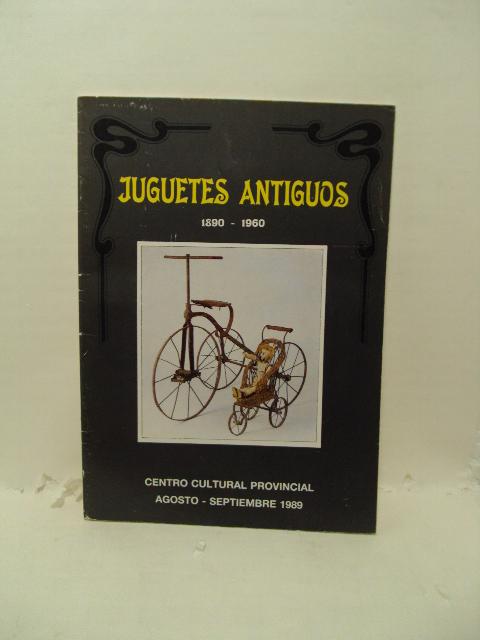 JUGUETES ANTIGUOS
1890 - 1960
CENTRO CULTURAL PROVINCIAL
AGOSTO - SEPTIEMBRE 1989